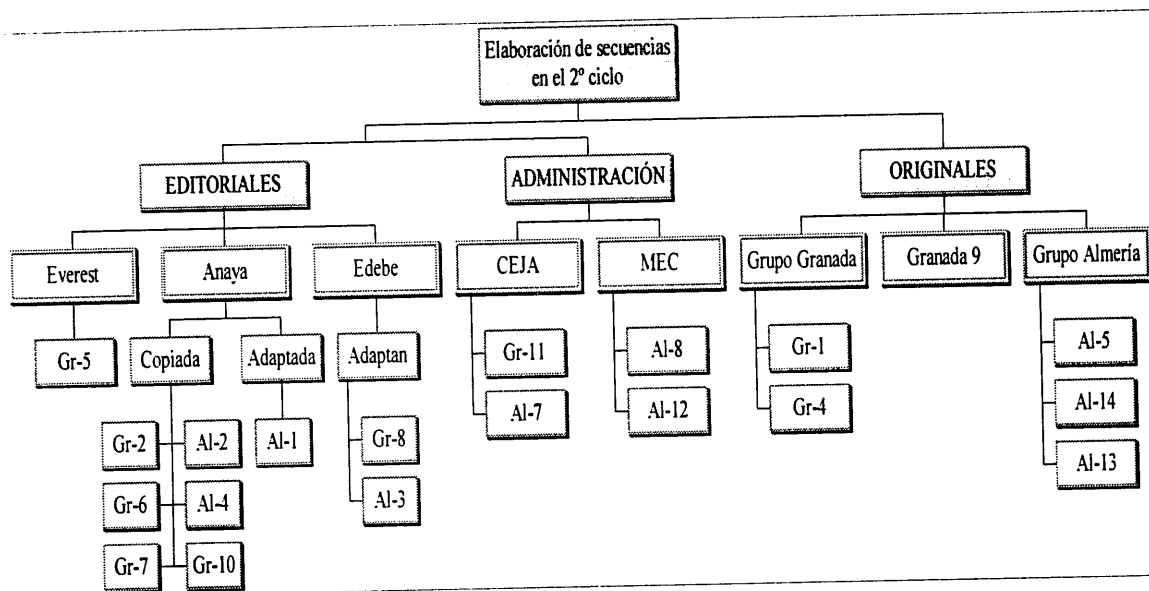 Elaboración de secuencias
en el 2º ciclo
EDITORIALES
ADMINISTRACIÓN
ORIGINALES
Everest
Anaya
Edebe
CEJA
MEC
Grupo Granada
Granada 9
Grupo Almería
Gr-5
Copiada
Adaptada
Adaptan
Gr-11
Al-8
Gr-1
Al-5
Al-7
Al-12
Gr-4
Al-14
Gr-2
Al-2
Al-1
Gr-8
Al-13
Gr-6
Al-4
Al-3
Gr-7
Gr-10